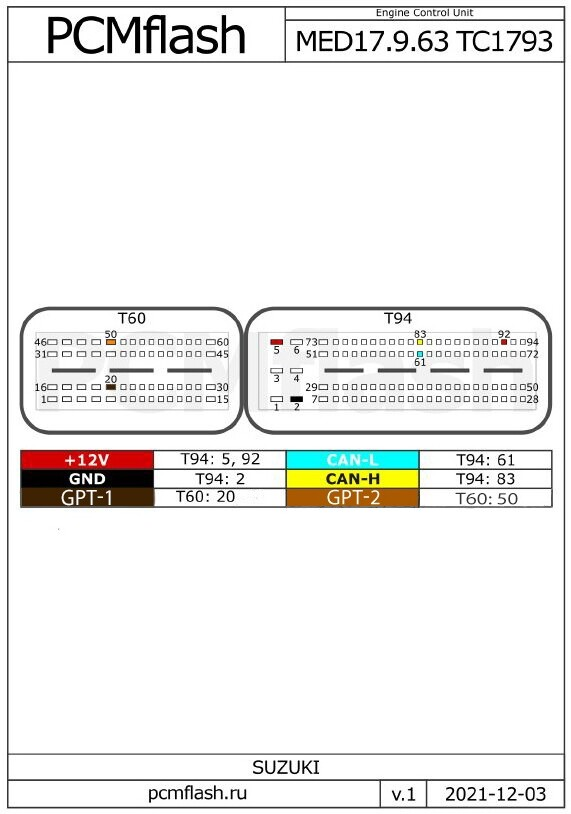 PCMflash
Engine Control Unit
MED17.9.63 TC1793
T60
T94
50
83
92
46
60
5
6
73
94
31
45
51
72
61
3
4
20
16
30
29
50
1
15
1
2
7
28
PCMflash
+12V T94: 5, 92 CAN-L T94: 61
GND T94: 2 CAN-H T94: 83
GPT-1 T60: 20 GPT-2 T60: 50
SUZUKI
pcmflash.ru v.1 2021-12-03